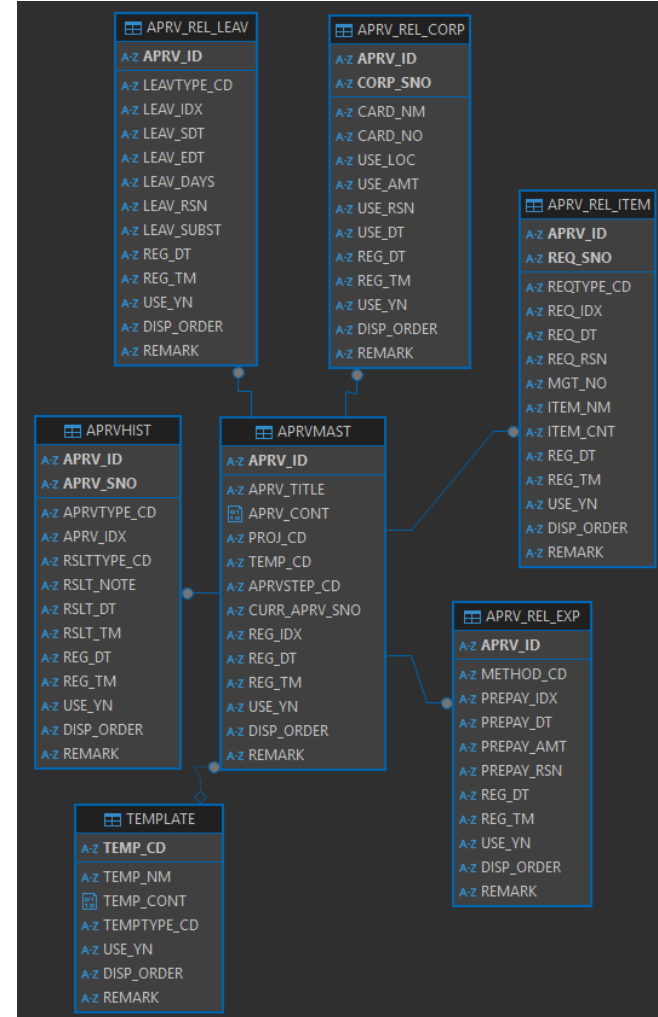 APRV_REL_LEAV
A-Z APRV_ID
A-Z LEAVTYPE_CD
A-Z LEAV_IDX
A-Z LEAV_SDT
A-Z LEAV_EDT
A-Z LEAV_DAYS
A-Z LEAV_RSN
A-Z LEAV_SUBST
A-Z REG_DT
A-Z REG_TM
A-Z USE_YN
A-Z DISP_ORDER
A-Z REMARK
APRV_REL_CORP
A-Z APRV_ID
A-Z CORP_SNO
A-Z CARD_NM
A-Z CARD_NO
A-Z USE_LOC
A-Z USE_AMT
A-Z USE_RSN
A-Z USE_DT
A-Z REG_DT
A-Z REG_TM
A-Z USE_YN
A-Z DISP_ORDER
A-Z REMARK
APRV_REL_ITEM
A-Z APRV_ID
A-Z REQ_SNO
A-Z REQTYPE_CD
A-Z REQ_IDX
A-Z REQ_DT
A-Z REQ_RSN
A-Z MGT_NO
A-Z ITEM_NM
A-Z ITEM_CNT
A-Z REG_DT
A-Z REG_TM
A-Z USE_YN
A-Z DISP_ORDER
A-Z REMARK
APRVHIST
A-Z APRV_ID
A-Z APRV_SNO
A-Z APRVTYPE_CD
A-Z APRV_IDX
A-Z RSLTTYPE_CD
A-Z RSLT_NOTE
A-Z RSLT_DT
A-Z RSLT_TM
A-Z REG_DT
A-Z REG_TM
A-Z USE_YN
A-Z DISP_ORDER
A-Z REMARK
APRVMAST
A-Z APRV_ID
A-Z APRV_TITLE
APRV_CONT
A-Z PROJ_CD
A-Z TEMP_CD
A-Z APRVSTEP_CD
A-Z CURR_APRV_SNO
A-Z REG_IDX
A-Z REG_DT
A-Z REG_TM
A-Z USE_YN
A-Z DISP_ORDER
A-Z REMARK
APRV_REL_EXP
A-Z APRV_ID
A-Z METHOD_CD
A-Z PREPAY_IDX
A-Z PREPAY_DT
A-Z PREPAY_AMT
A-Z PREPAY_RSN
A-Z REG_DT
A-Z REG_TM
A-Z USE_YN
A-Z DISP_ORDER
A-Z REMARK
TEMPLATE
A-Z TEMP_CD
A-Z TEMP_NM
TEMP_CONT
A-Z TEMPTYPE_CD
A-Z USE_YN
A-Z DISP_ORDER
A-Z REMARK